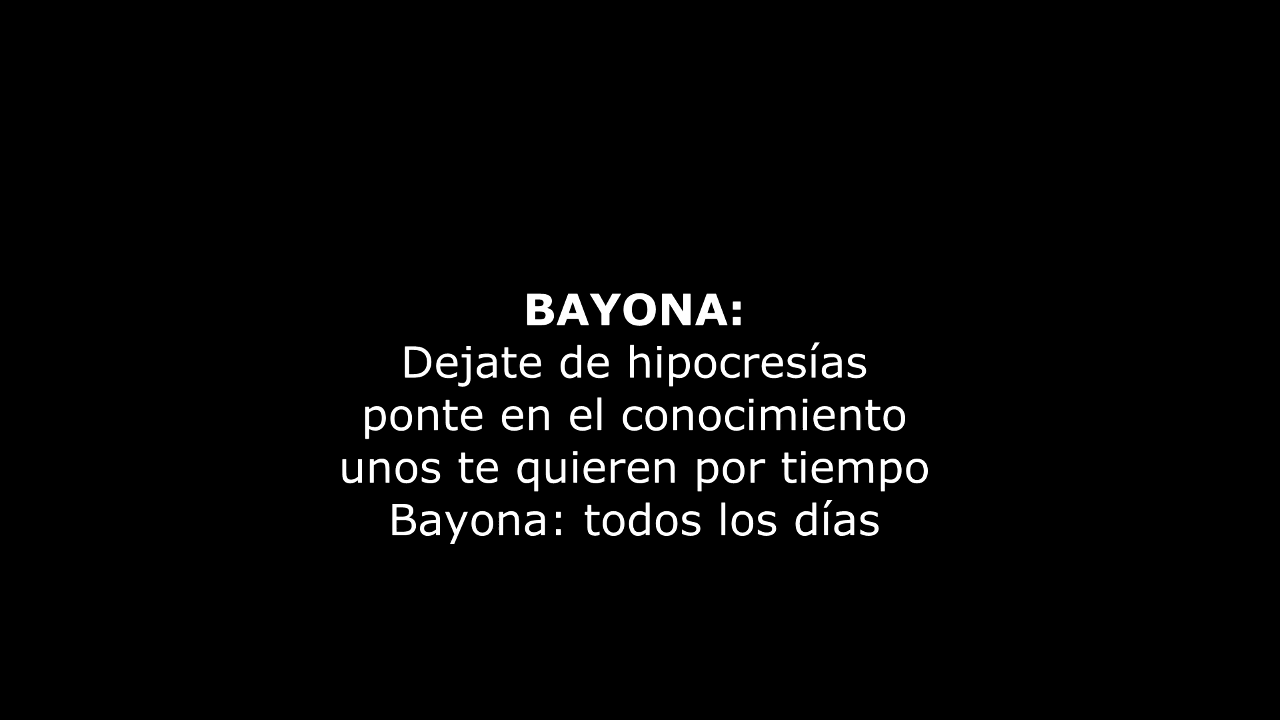 BAYONA:
Dejate de hipocresías
ponte en el conocimiento
unos te quieren por tiempo
Bayona: todos los días